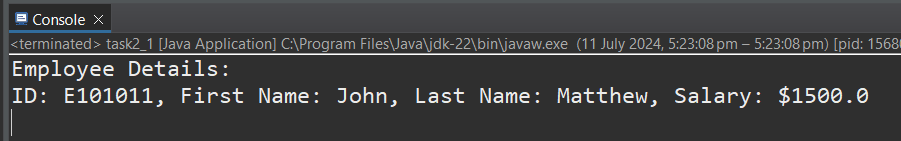 Console
<terminated> task2_1 [Java Application] C:\Program Files\Java\jdk-22\bin\javaw.exe (11 July 2024, 5:23:08 pm – 5:23:08 pm) [pid: 1568
Employee Details:
ID: E101011, First Name: John, Last Name: Matthew, Salary: $1500.0